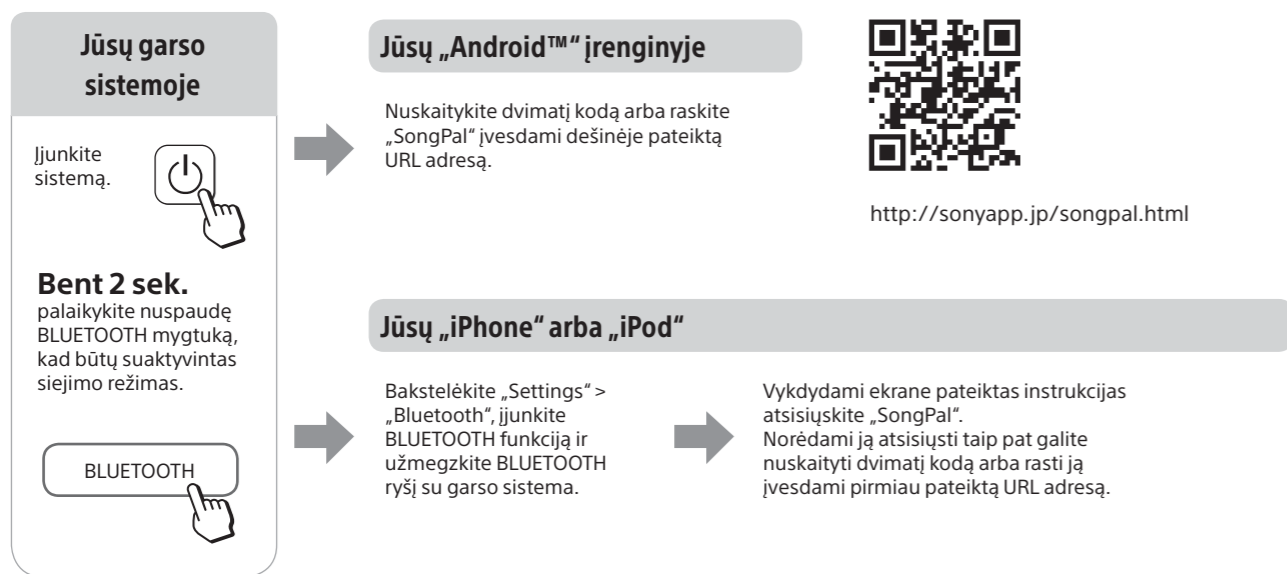 Jūsų garso
sistemoje
Įjunkite
sistemą.
Bent 2 sek.
palaikykite nuspaudę
BLUETOOTH mygtuką,
kad būtų suaktyvintas
siejimo režimas.
BLUETOOTH
Jūsų „Android™“ įrenginyje
Nuskaitykite dvimatį kodą arba raskite
„SongPal“ įvesdami dešinėje pateiktą
URL adresą.
http://sonyapp.jp/songpal.html
Jūsų „iPhone“ arba „iPod“
Bakstelėkite „Settings“ >
„Bluetooth“, įjunkite
BLUETOOTH funkciją ir
užmegzkite BLUETOOTH
ryšį su garso sistema.
Vykdydami ekrane pateiktas instrukcijas
atsisiųskite „SongPal“.
Norėdami ją atsisiųsti taip pat galite
nuskaityti dvimatį kodą arba rasti ją
įvesdami pirmiau pateiktą URL adresą.